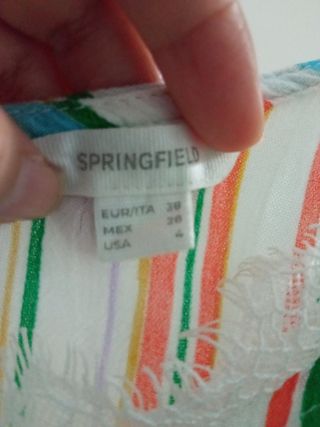 SPRINGFIELD
EUR/ITA 38
MEX 28
USA 4